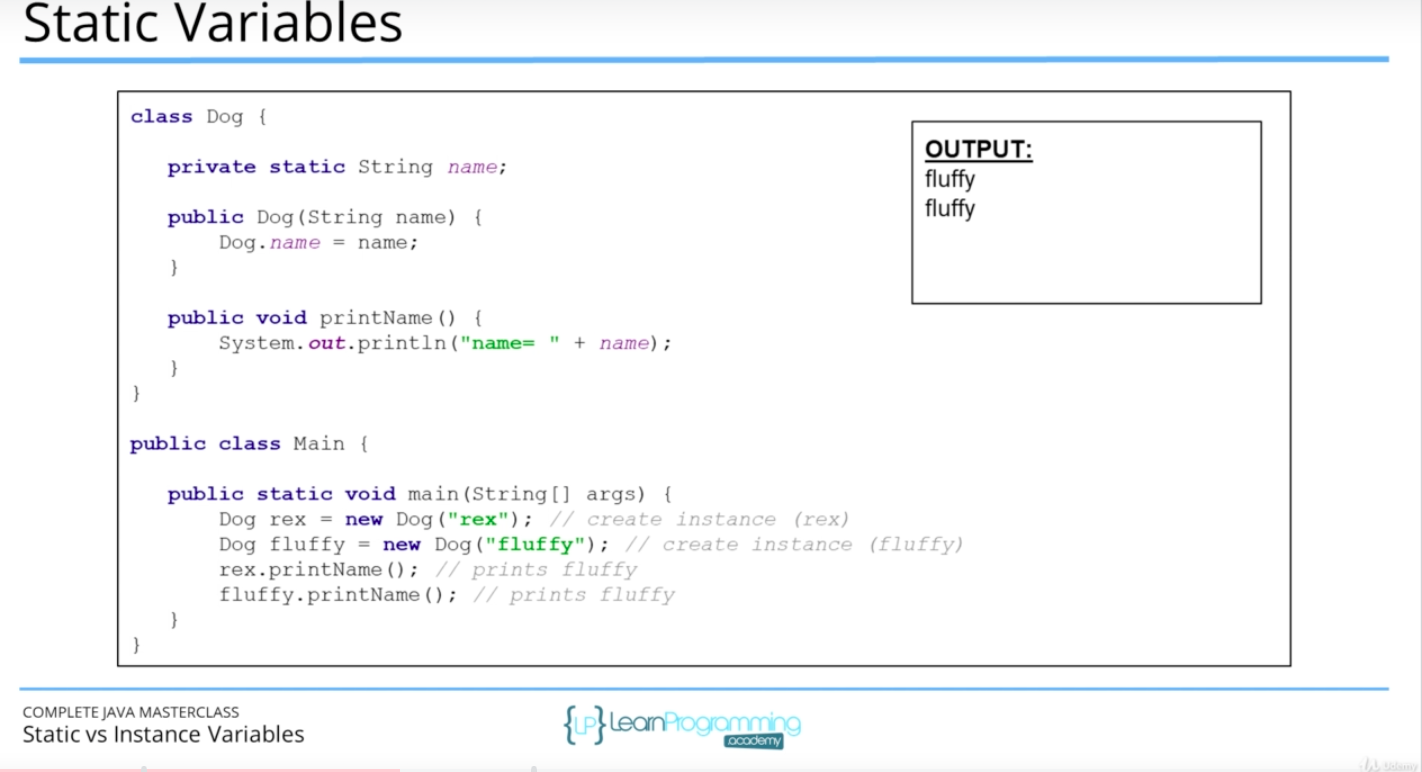 Static Variables
class Dog {
private static String name;
public Dog(String name) {
Dog.name = name;
}
public void printName() {
System.out.println("name= " + name);
}
}
public class Main {
public static void main(String[] args) {
Dog rex = new Dog("rex"); // create instance (rex)
Dog fluffy = new Dog("fluffy"); // create instance (fluffy)
rex.printName(); // prints fluffy
fluffy.printName(); // prints fluffy
}
}
OUTPUT:
fluffy
fluffy
COMPLETE JAVA MASTERCLASS
Static vs Instance Variables
{LP} LearnProgramming
academy
Udemy